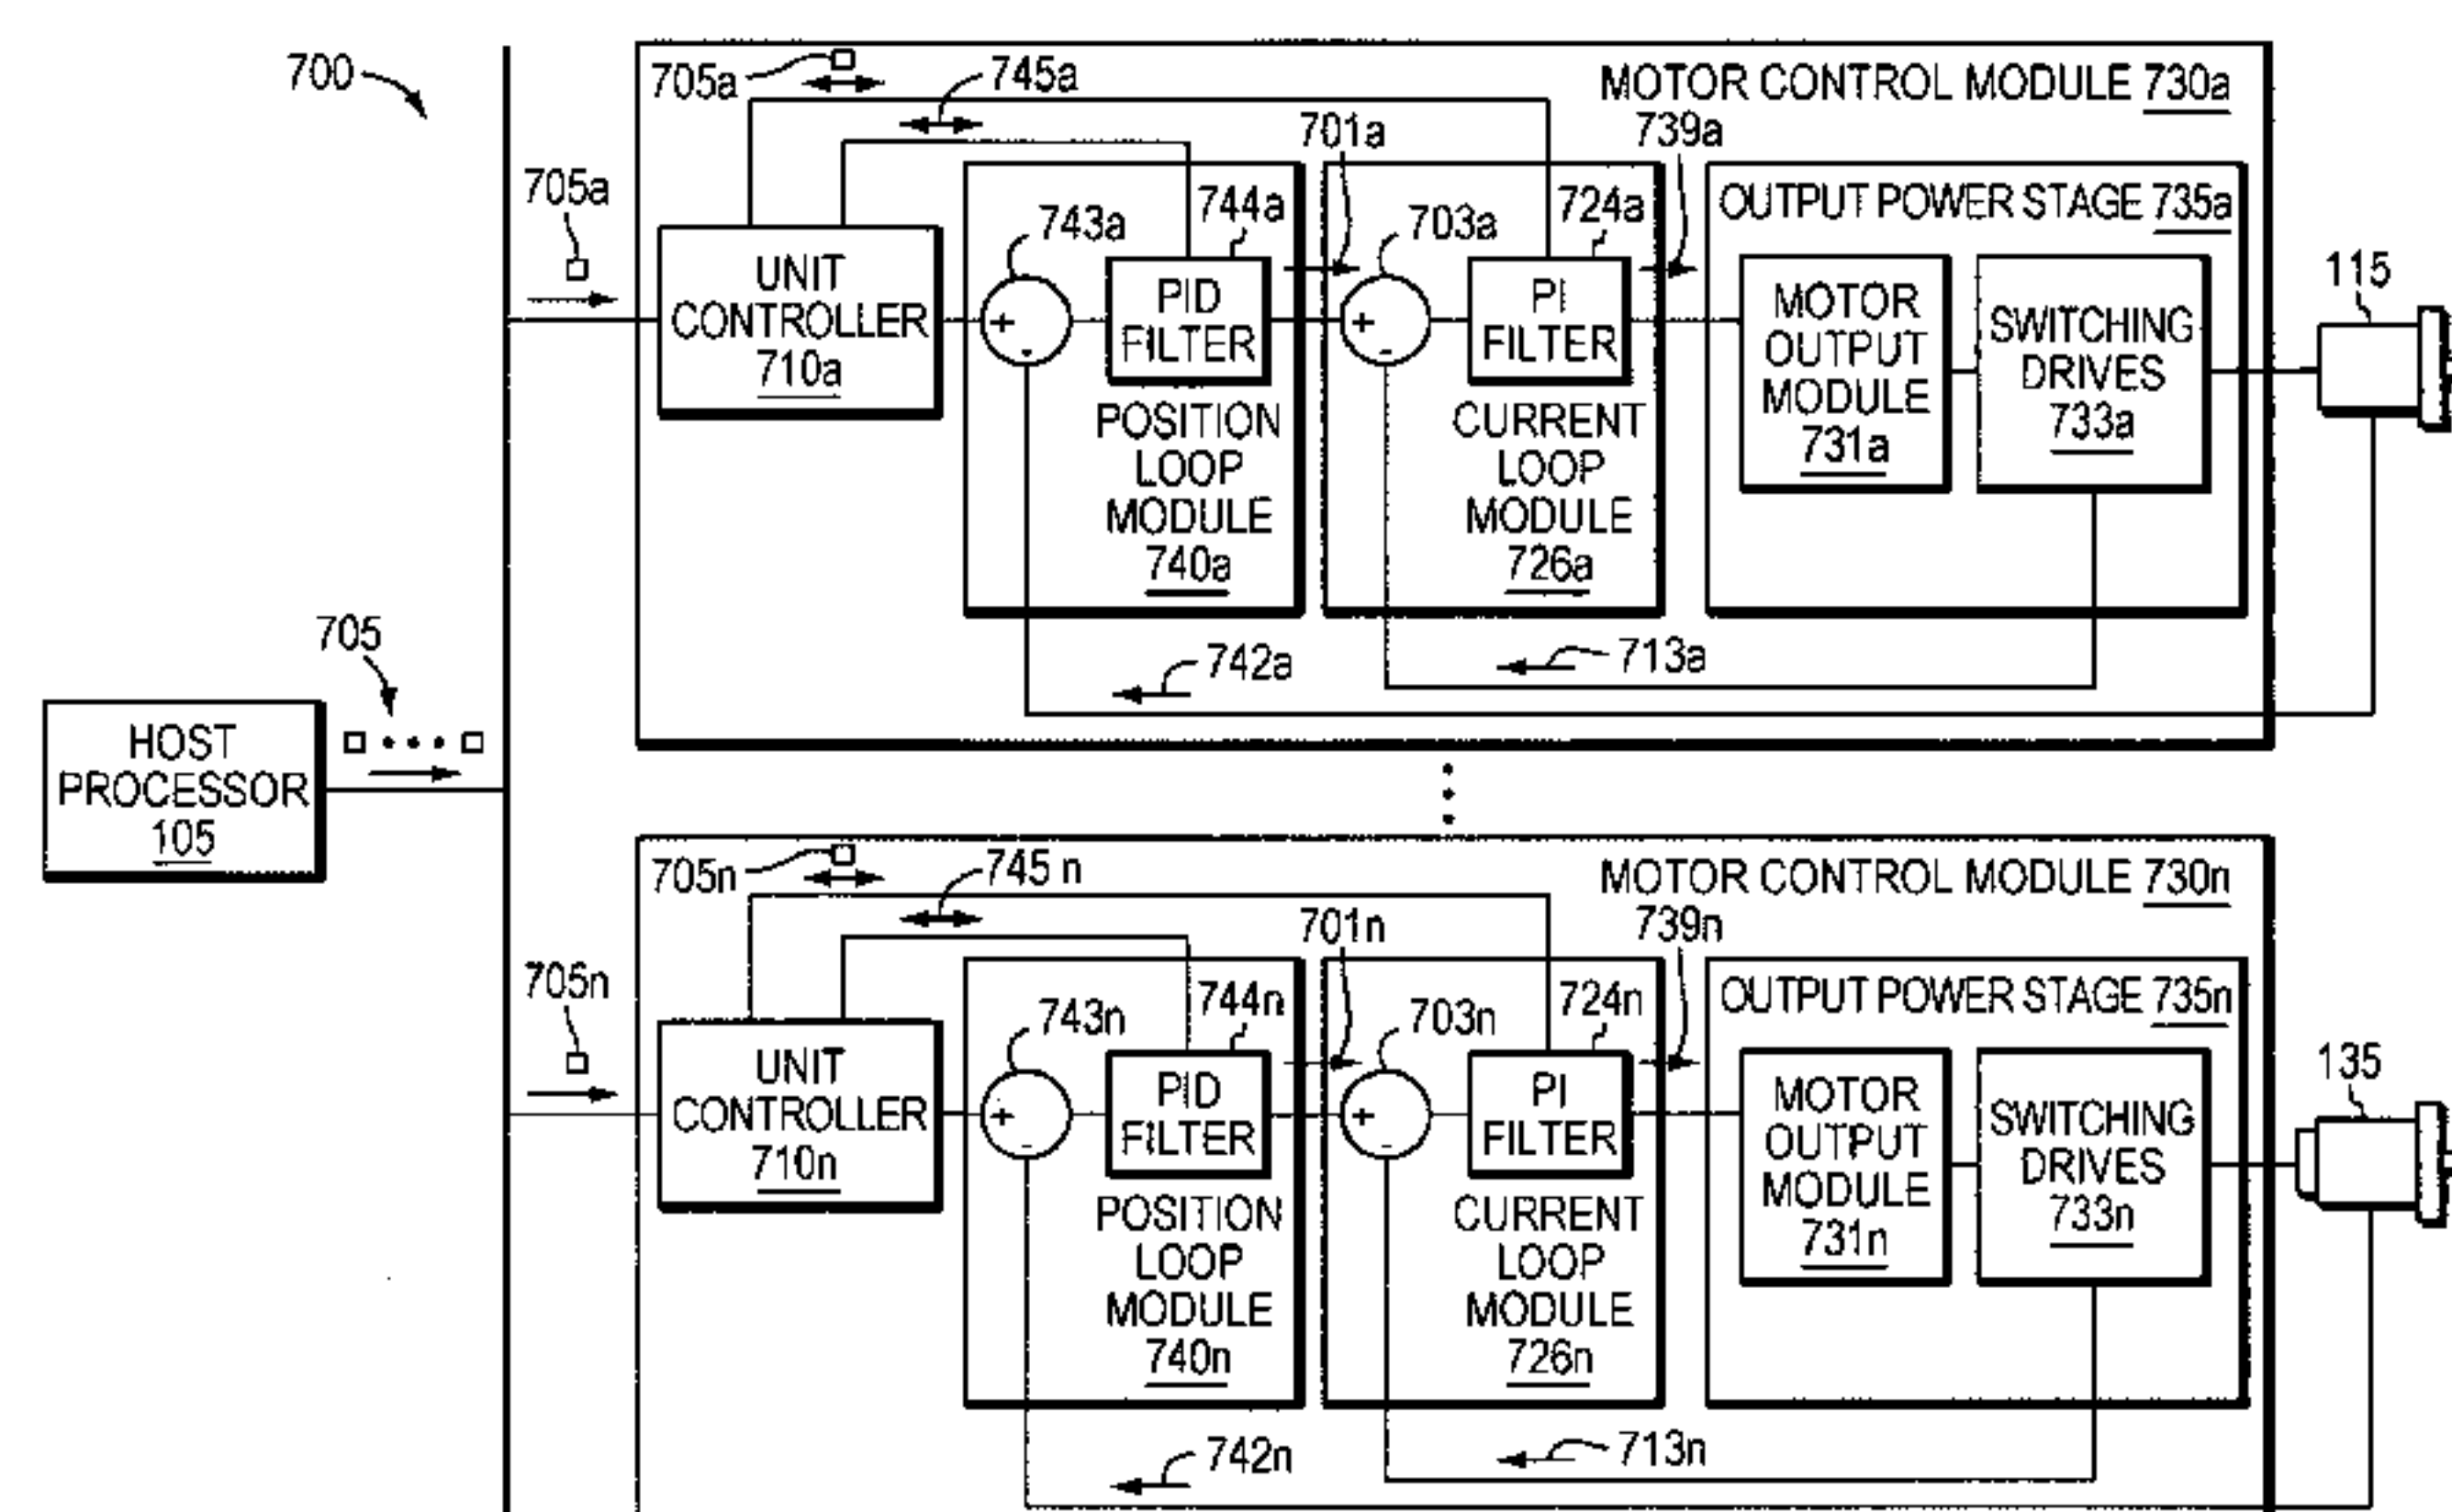 700
705a
745a
MOTOR CONTROL MODULE 730a
701a
739a
705a
743a
744a
703a
724a
OUTPUT POWER STAGE 735a
UNIT
CONTROLLER
710a
+
-
PID
FILTER
+
-
PI
FILTER
MOTOR
OUTPUT
MODULE
731a
SWITCHING
DRIVES
733a
115
POSITION
LOOP
MODULE
740a
CURRENT
LOOP
MODULE
726a
742a
713a
705
HOST
PROCESSOR
105
705n
745n
MOTOR CONTROL MODULE 730n
701n
739n
705n
743n
744n
703n
724n
OUTPUT POWER STAGE 735n
UNIT
CONTROLLER
710n
+
-
PID
FILTER
+
-
PI
FILTER
MOTOR
OUTPUT
MODULE
731n
SWITCHING
DRIVES
733n
135
POSITION
LOOP
MODULE
740n
CURRENT
LOOP
MODULE
726n
742n
713n